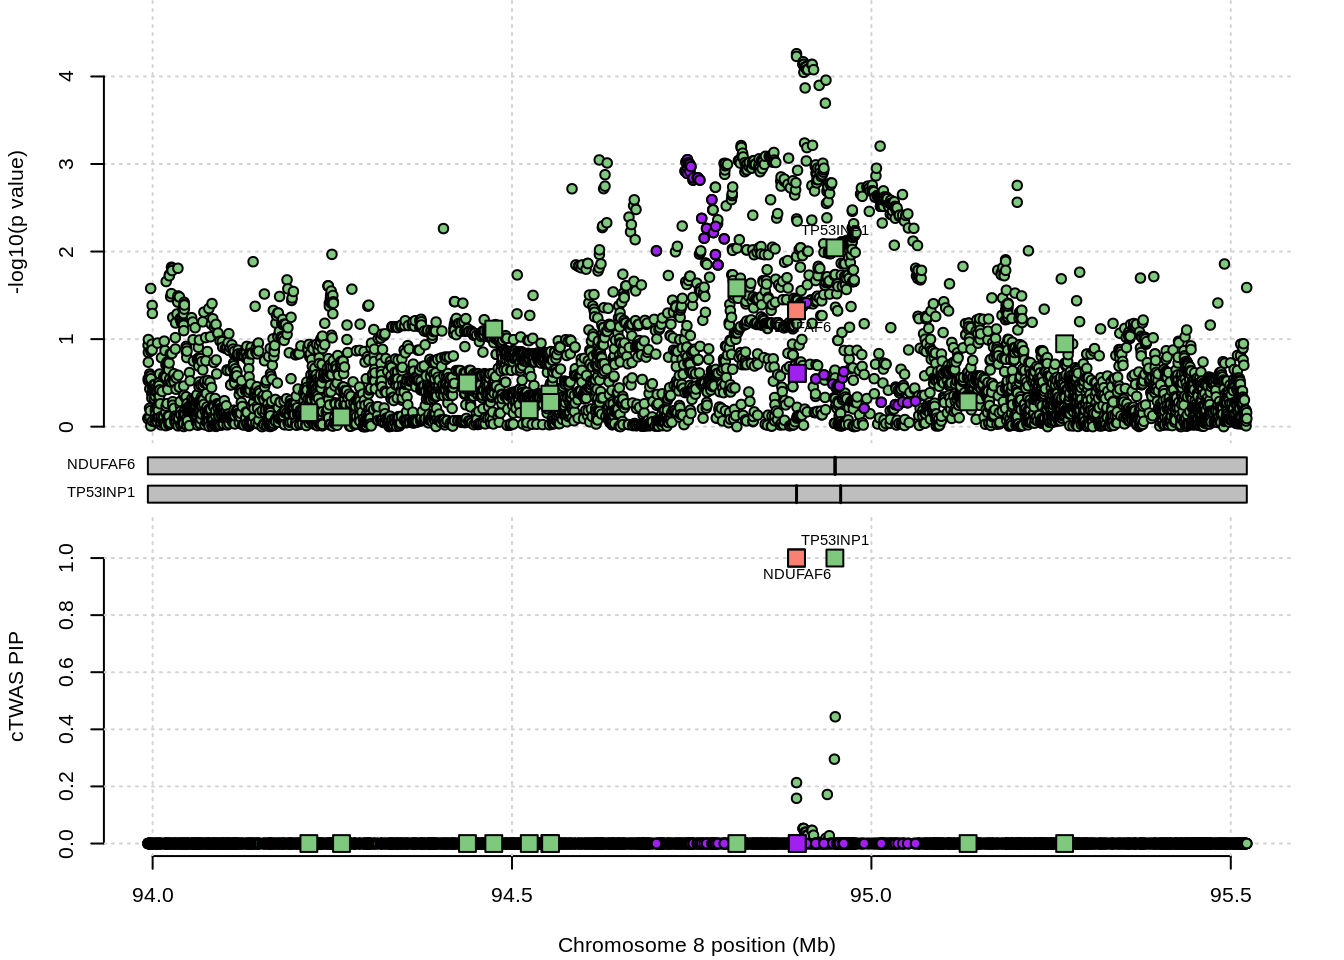 4
3
2
1
0
-log10(p value)
TP53INP1
NDUFAF6
NDUFAF6
TP53INP1
1.0
0.8
0.6
0.4
0.2
0.0
cTWAS PIP
TP53INP1
NDUFAF6
94.0 94.5 95.0 95.5
Chromosome 8 position (Mb)